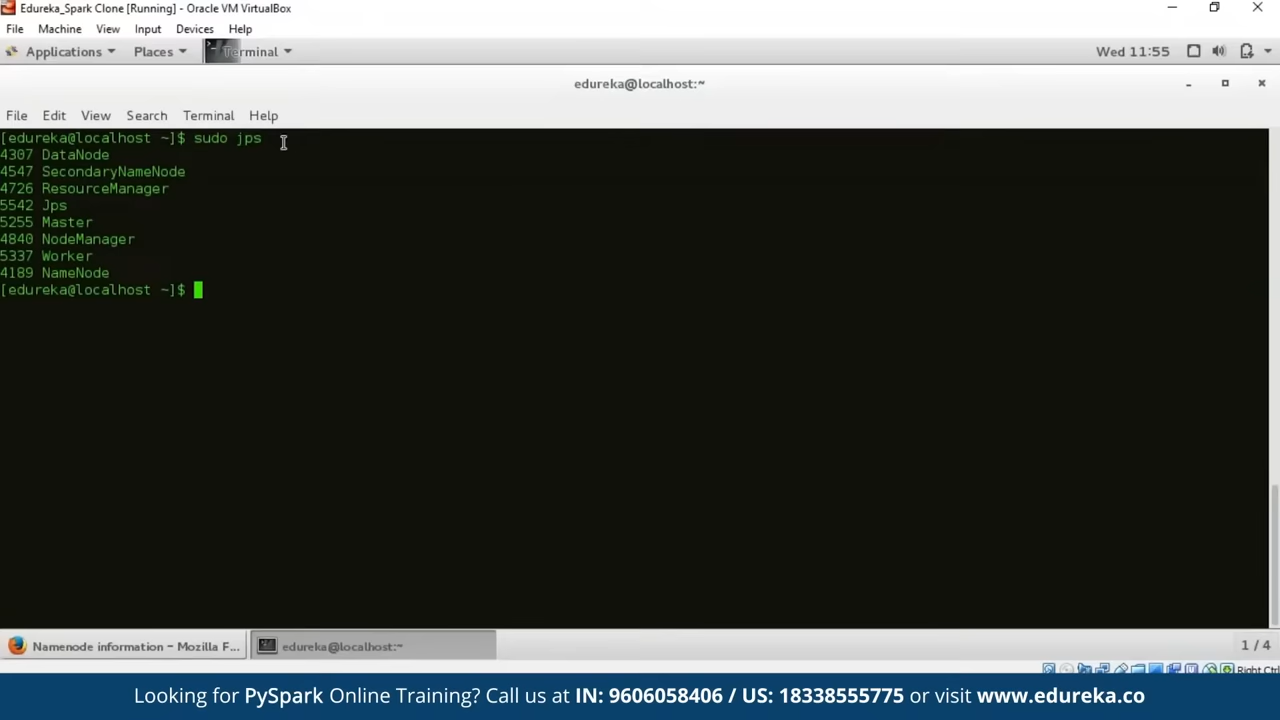 Edureka_Spark Clone [Running] - Oracle VM VirtualBox
File Machine View Input Devices Help
Applications Places Terminal Wed 11:55
edureka@localhost:~
File Edit View Search Terminal Help
[edureka@localhost ~]$ sudo jps
4307 DataNode
4547 SecondaryNameNode
4726 ResourceManager
5542 Jps
5255 Master
4840 NodeManager
5337 Worker
4189 NameNode
[edureka@localhost ~]$
Namenode information - Mozilla F... edureka@localhost:~ 1 / 4
Right Ctrl
Looking for PySpark Online Training? Call us at IN: 9606058406 / US: 18338555775 or visit www.edureka.co